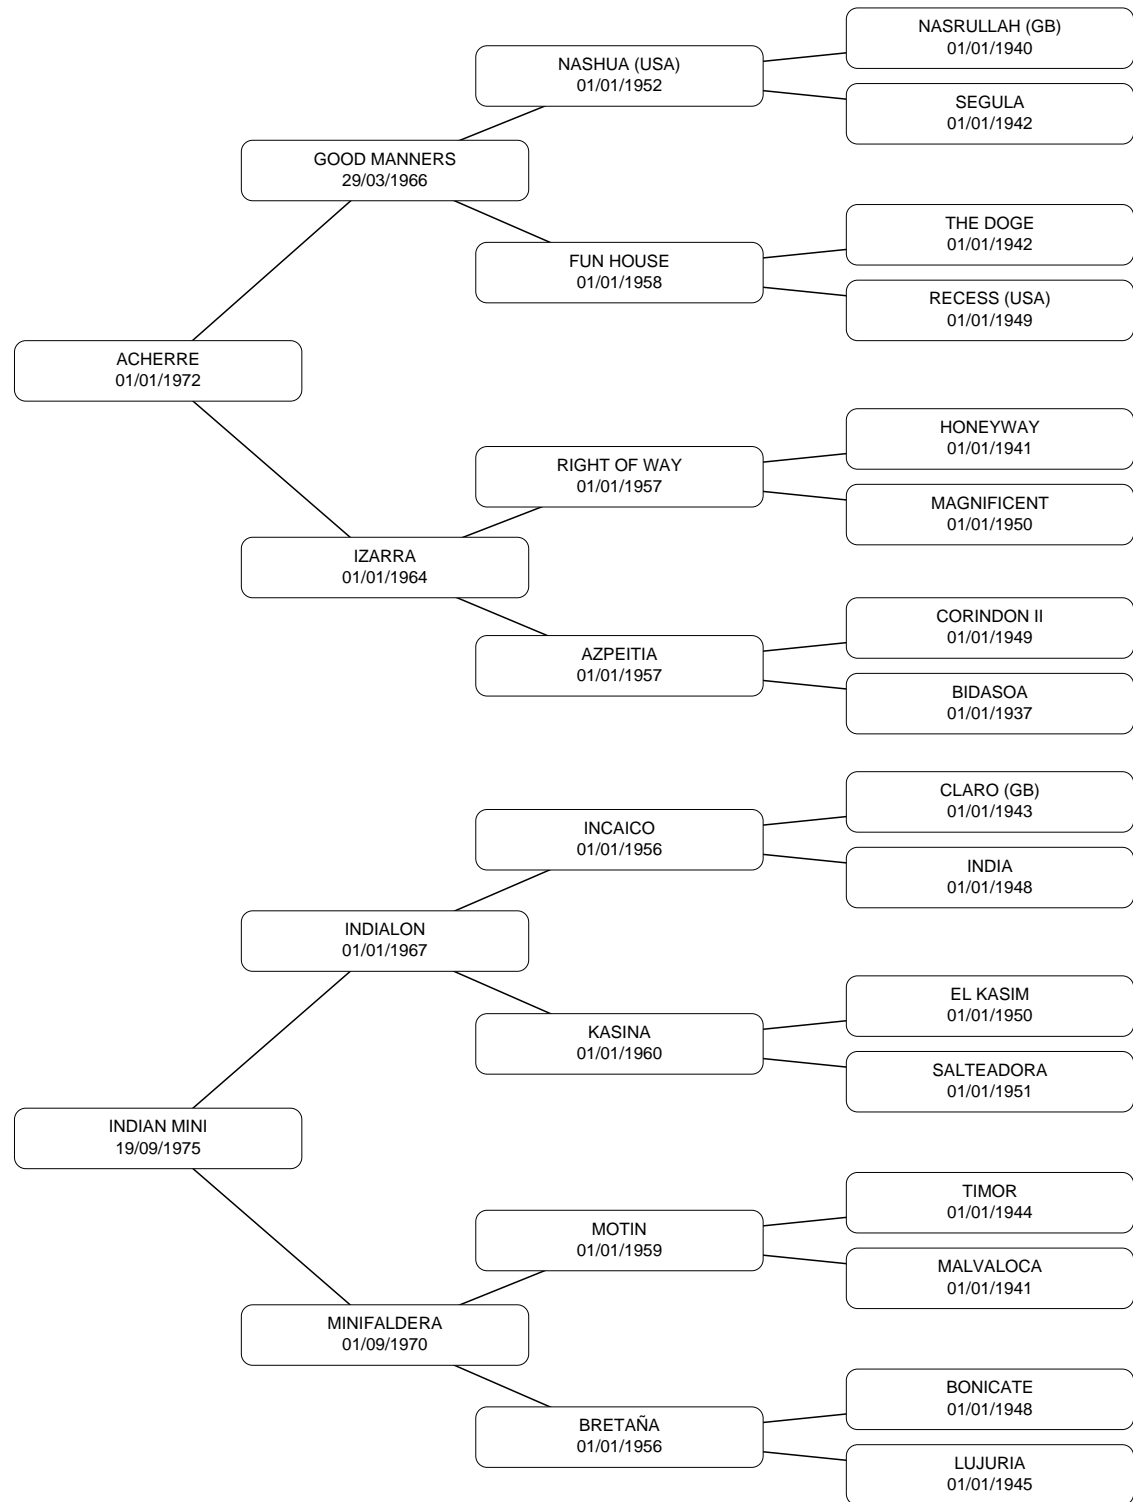 NASRULLAH (GB)
01/01/1940
NASHUA (USA)
01/01/1952
SEGULA
01/01/1942
GOOD MANNERS
29/03/1966
THE DOGE
01/01/1942
FUN HOUSE
01/01/1958
RECESS (USA)
01/01/1949
ACHERRE
01/01/1972
HONEYWAY
01/01/1941
RIGHT OF WAY
01/01/1957
MAGNIFICENT
01/01/1950
IZARRA
01/01/1964
CORINDON II
01/01/1949
AZPEITIA
01/01/1957
BIDASOA
01/01/1937
CLARO (GB)
01/01/1943
INCAICO
01/01/1956
INDIA
01/01/1948
INDIALON
01/01/1967
EL KASIM
01/01/1950
KASINA
01/01/1960
SALTEADORA
01/01/1951
INDIAN MINI
19/09/1975
TIMOR
01/01/1944
MOTIN
01/01/1959
MALVALOCA
01/01/1941
MINIFALDERA
01/09/1970
BONICATE
01/01/1948
BRETAÑA
01/01/1956
LUJURIA
01/01/1945